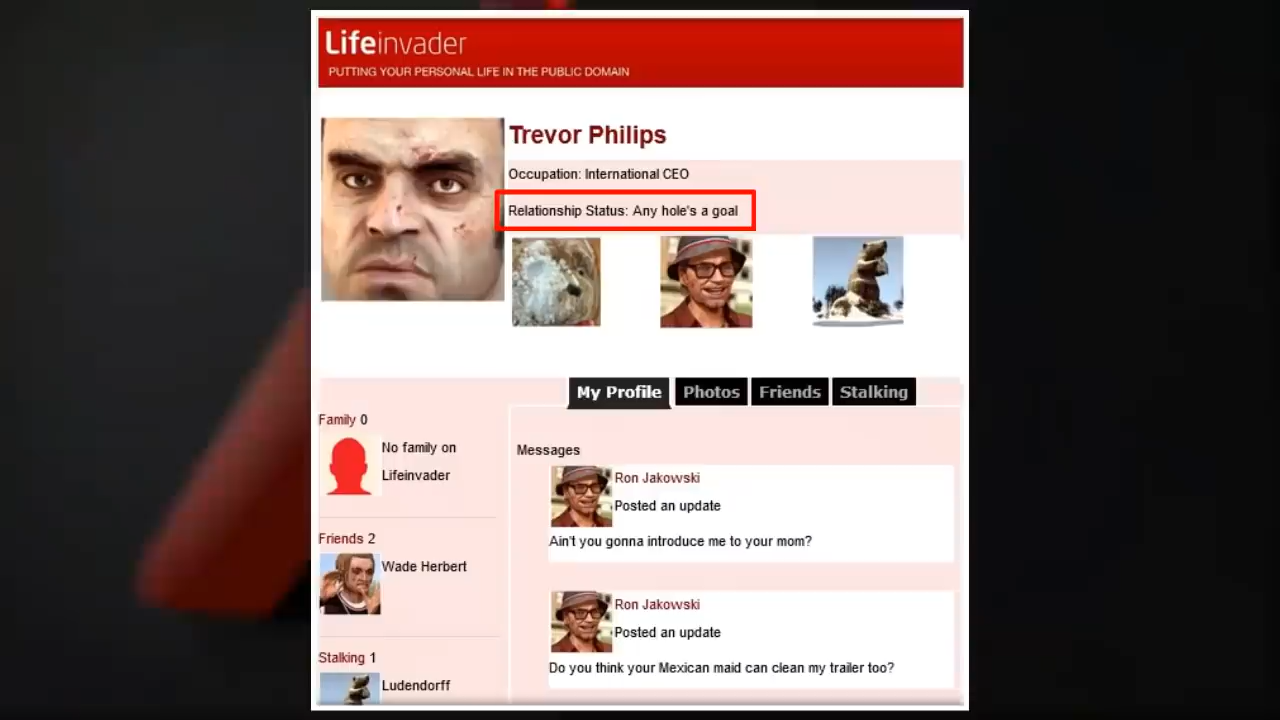 Lifeinvader
PUTTING YOUR PERSONAL LIFE IN THE PUBLIC DOMAIN
Trevor Philips
Occupation: International CEO
Relationship Status: Any hole's a goal
My Profile
Photos
Friends
Stalking
Family 0
No family on
Lifeinvader
Friends 2
Wade Herbert
Stalking 1
Ludendorff
Messages
Ron Jakowski
Posted an update
Ain't you gonna introduce me to your mom?
Ron Jakowski
Posted an update
Do you think your Mexican maid can clean my trailer too?